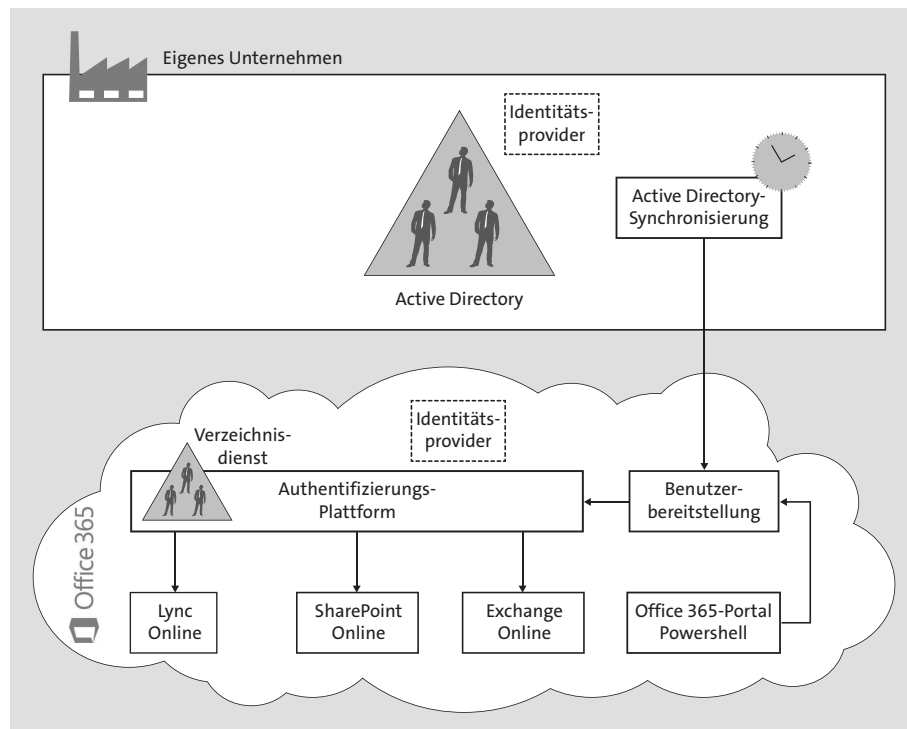 Eigenes Unternehmen
Identitäts-
provider
Active Directory-
Synchronisierung
Active Directory
Identitäts-
provider
Verzeichnis-
dienst
Authentifizierungs-
Plattform
Benutzer-
bereitstellung
Office 365
Lync
Online
SharePoint
Online
Exchange
Online
Office 365-Portal
Powershell